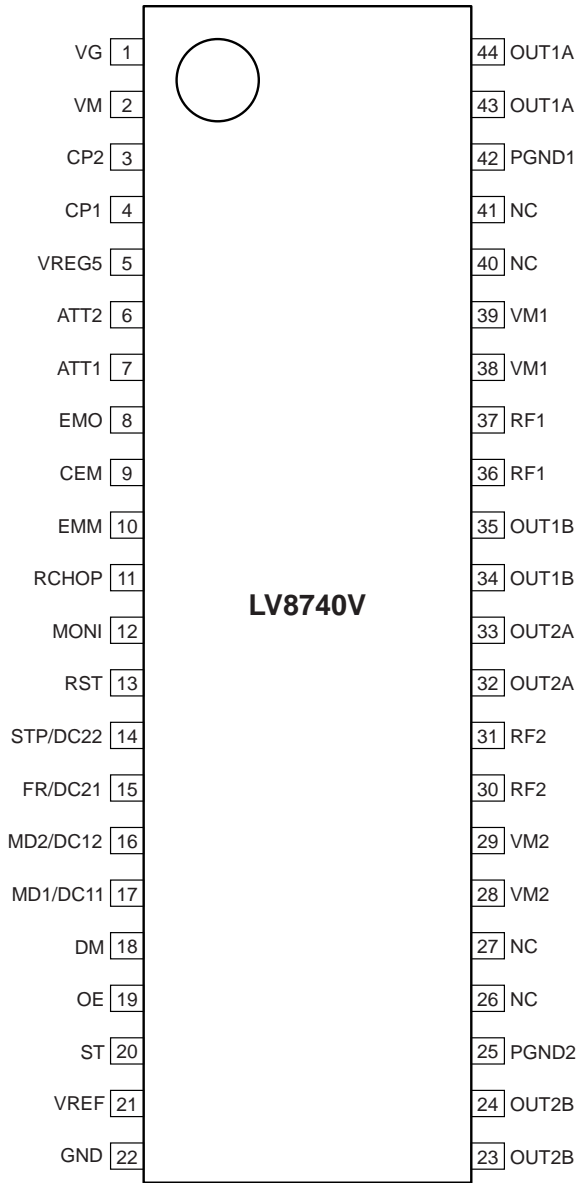 VG 1 44 OUT1A
VM 2 43 OUT1A
CP2 3 42 PGND1
CP1 4 41 NC
VREG5 5 40 NC
ATT2 6 39 VM1
ATT1 7 38 VM1
EMO 8 37 RF1
CEM 9 36 RF1
EMM 10 35 OUT1B
RCHOP 11 34 OUT1B
LV8740V
MONI 12 33 OUT2A
RST 13 32 OUT2A
STP/DC22 14 31 RF2
FR/DC21 15 30 RF2
MD2/DC12 16 29 VM2
MD1/DC11 17 28 VM2
DM 18 27 NC
OE 19 26 NC
ST 20 25 PGND2
VREF 21 24 OUT2B
GND 22 23 OUT2B